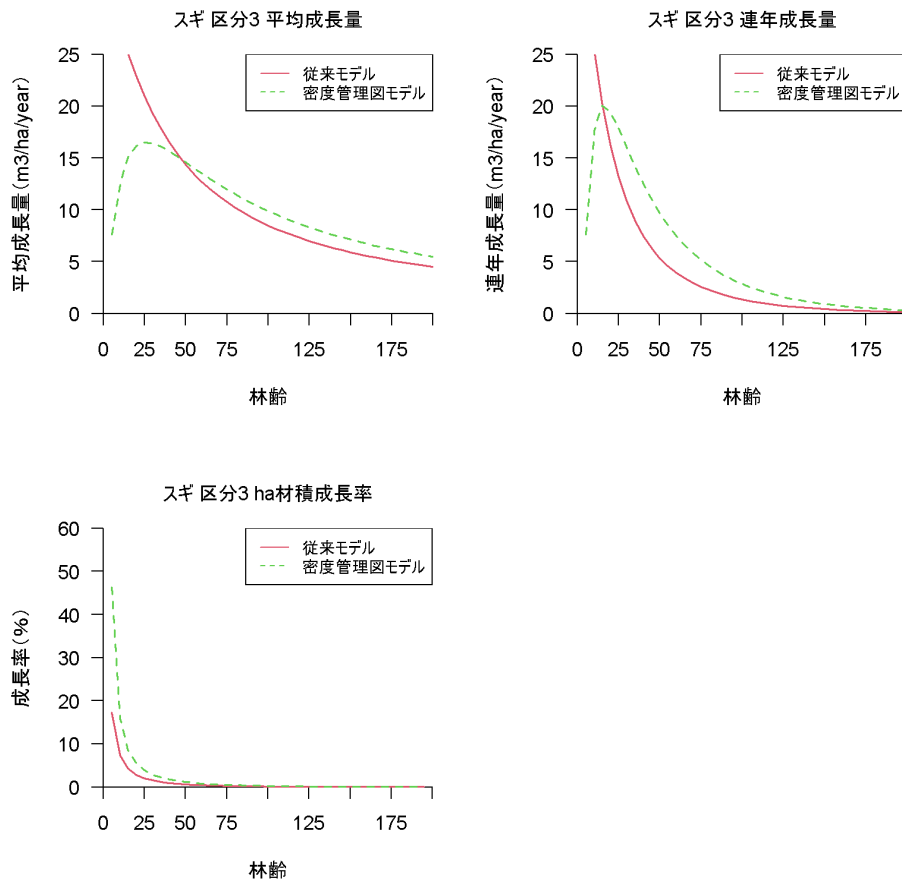 スギ 区分3 平均成長量
平均成長量(m3/ha/year)
25
20
15
10
5
0
0 25 50 75 125 175
林齢
従来モデル
密度管理図モデル
スギ 区分3 連年成長量
連年成長量(m3/ha/year)
25
20
15
10
5
0
0 25 50 75 125 175
林齢
従来モデル
密度管理図モデル
スギ 区分3 ha材積成長率
成長率(%)
60
50
40
30
20
10
0
0 25 50 75 125 175
林齢
従来モデル
密度管理図モデル